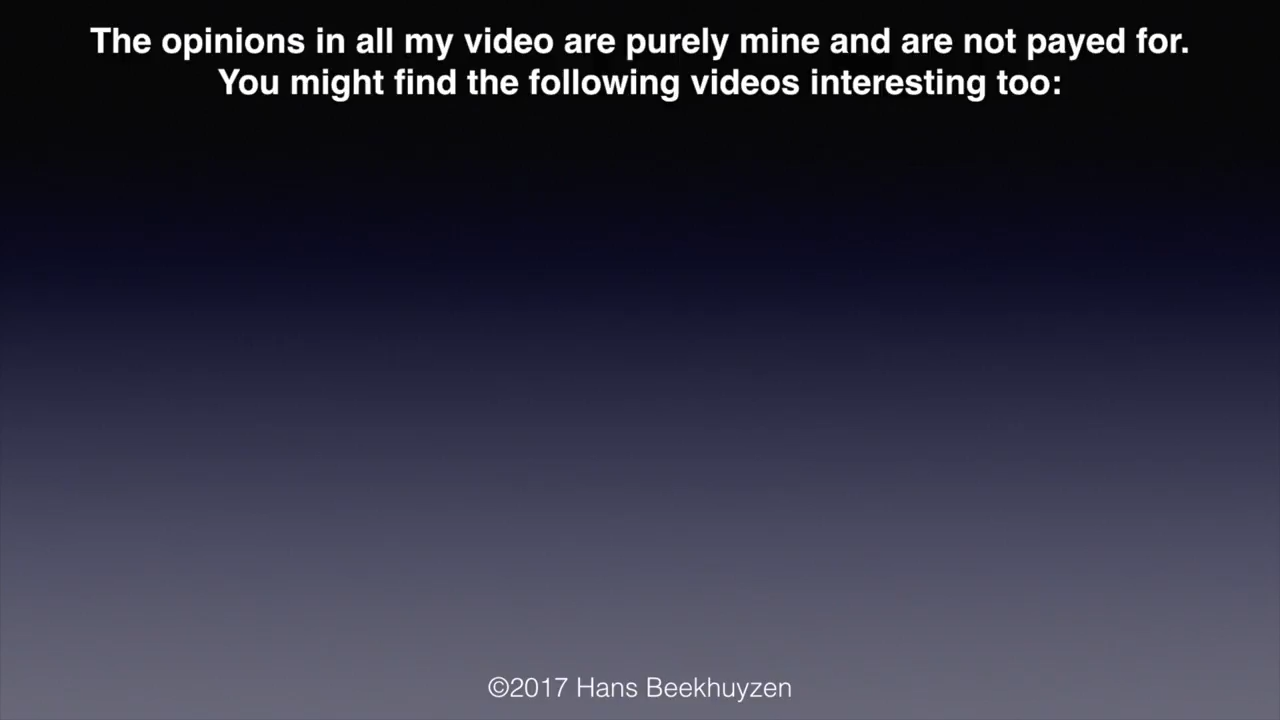 The opinions in all my video are purely mine and are not payed for.
You might find the following videos interesting too:
©2017 Hans Beekhuyzen